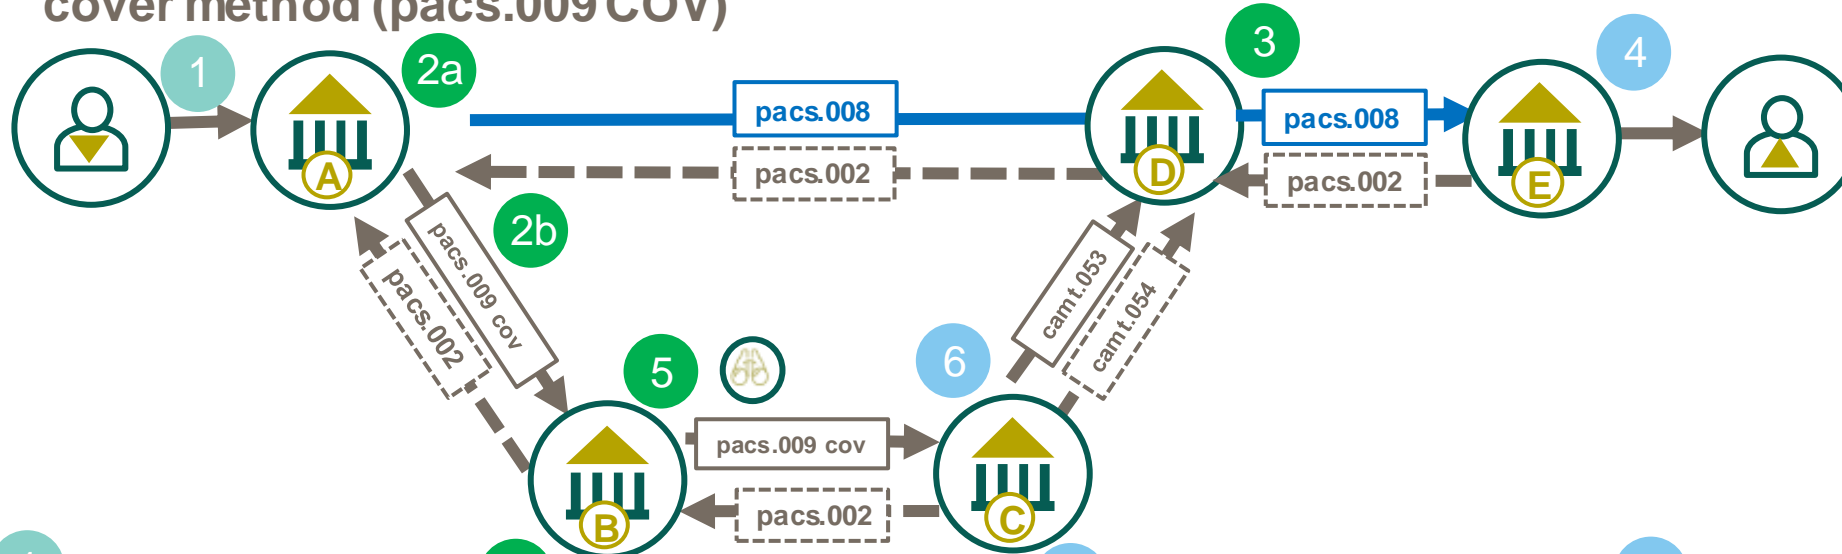 cover method (pacs.009 COV)
1
2a
3
4
pacs.008
pacs.008
A
pacs.002
D
pacs.002
E
2b
pacs.009 cov
pacs.002
camt.053
camt.054
5
6
pacs.009 cov
B
pacs.002
C